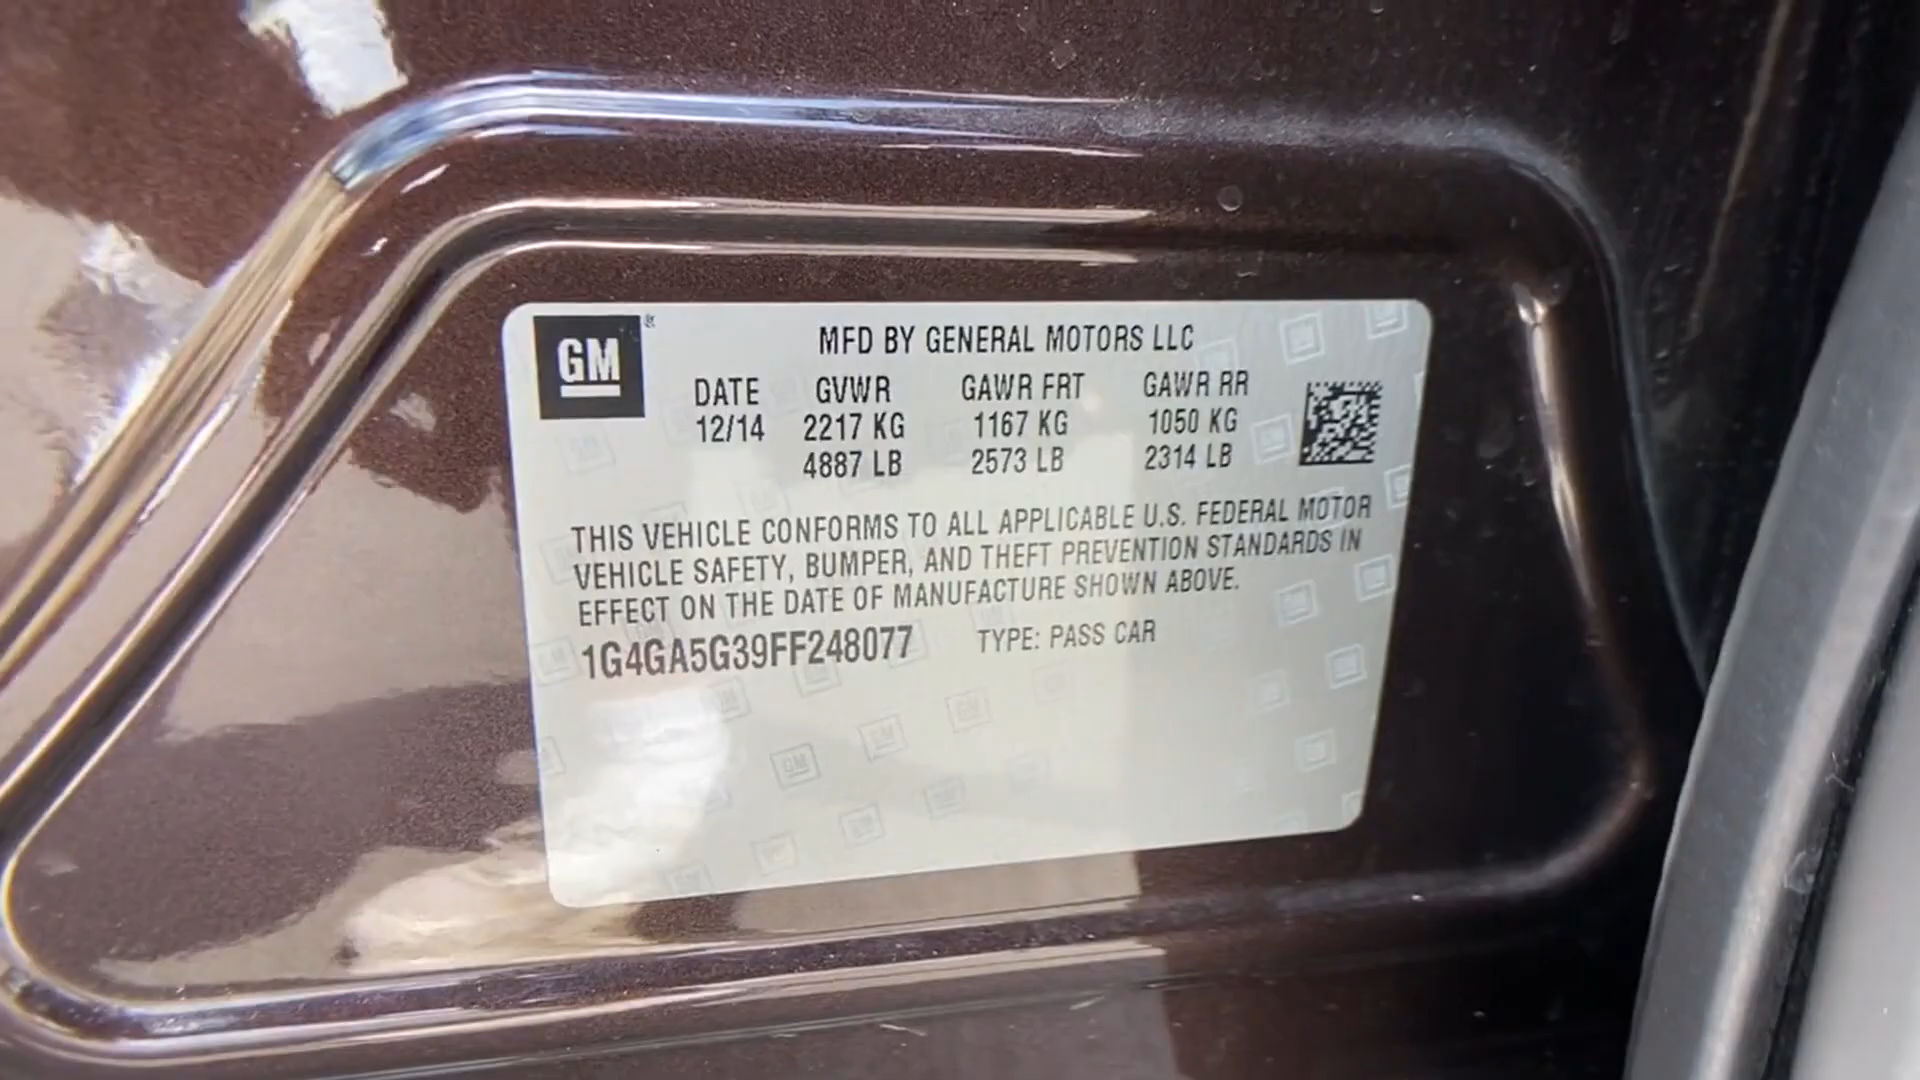 GM
MFD BY GENERAL MOTORS LLC
DATE GVWR GAWR FRT GAWR RR
12/14 2217 KG 1167 KG 1050 KG
4887 LB 2573 LB 2314 LB
THIS VEHICLE CONFORMS TO ALL APPLICABLE U.S. FEDERAL MOTOR
VEHICLE SAFETY, BUMPER, AND THEFT PREVENTION STANDARDS IN
EFFECT ON THE DATE OF MANUFACTURE SHOWN ABOVE.
1G4GA5G39FF248077 TYPE: PASS CAR